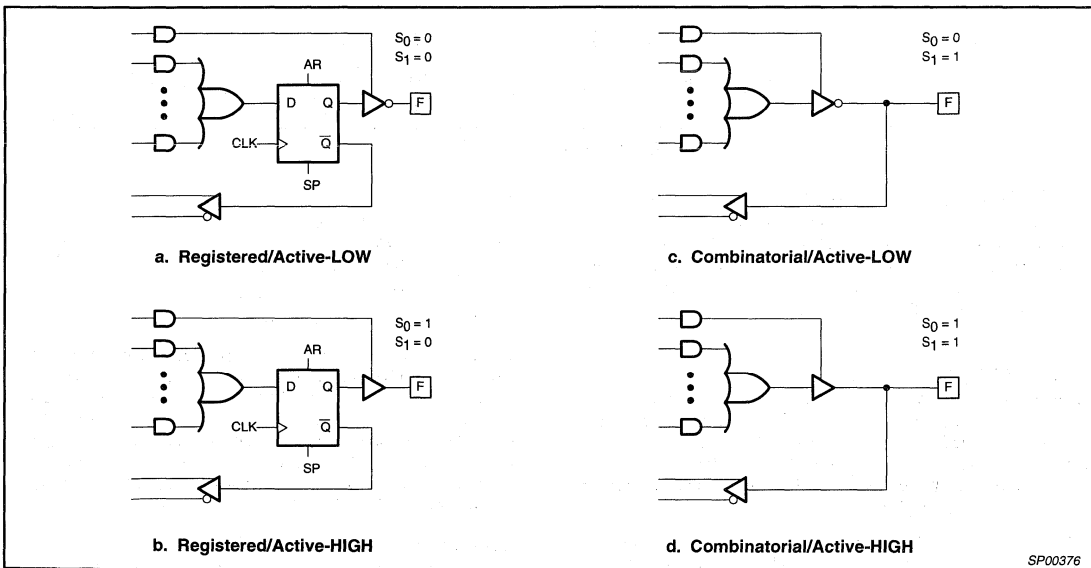 S0 = 0
S1 = 0
AR
D Q
F
CLK Q̅
SP
a. Registered/Active-LOW
S0 = 0
S1 = 1
F
c. Combinatorial/Active-LOW
S0 = 1
S1 = 0
AR
D Q
F
CLK Q̅
SP
b. Registered/Active-HIGH
S0 = 1
S1 = 1
F
d. Combinatorial/Active-HIGH
SP00376